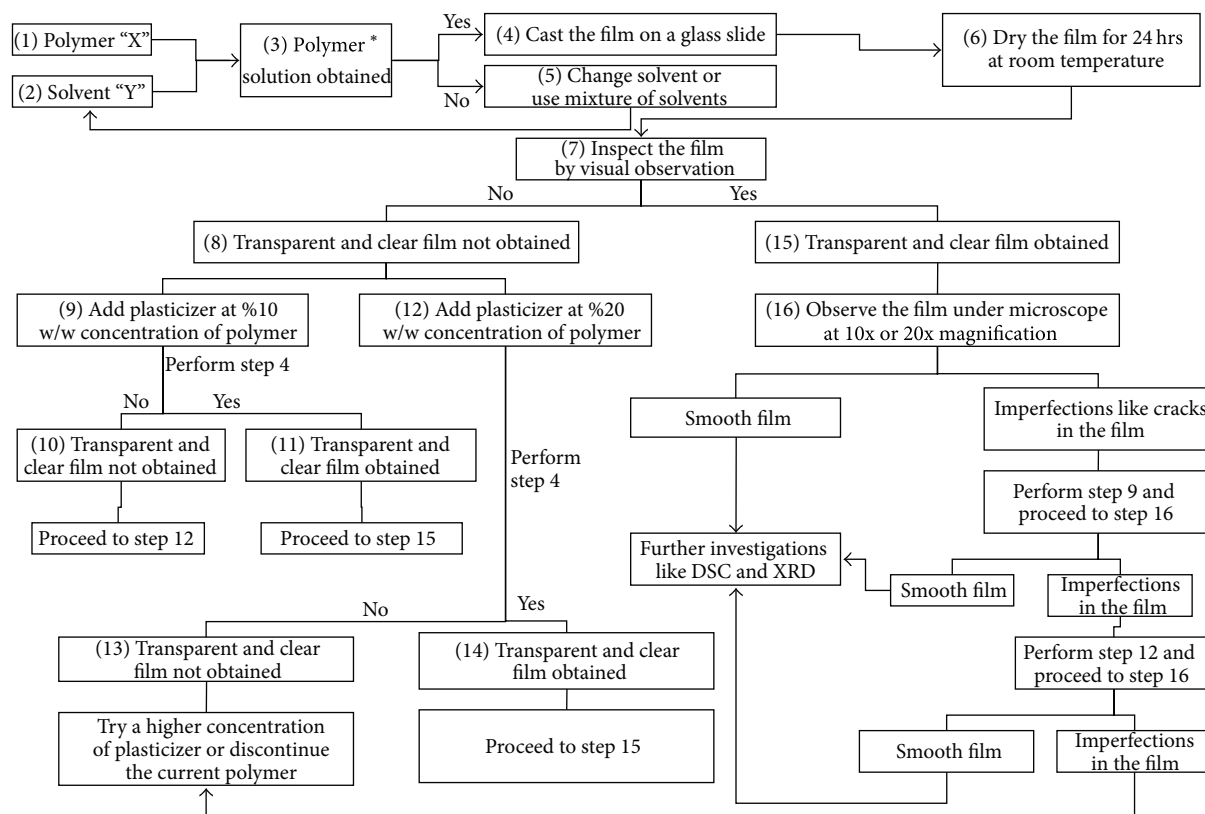 (1) Polymer “X”
(2) Solvent “Y”
(3) Polymer *
solution obtained
Yes
No
(4) Cast the film on a glass slide
(5) Change solvent or
use mixture of solvents
(6) Dry the film for 24 hrs
at room temperature
(7) Inspect the film
by visual observation
No
Yes
(8) Transparent and clear film not obtained
(15) Transparent and clear film obtained
(9) Add plasticizer at %10
w/w concentration of polymer
(12) Add plasticizer at %20
w/w concentration of polymer
(16) Observe the film under microscope
at 10x or 20x magnification
Perform step 4
No
Yes
(10) Transparent and
clear film not obtained
(11) Transparent and
clear film obtained
Proceed to step 12
Proceed to step 15
Perform
step 4
Smooth film
Imperfections like cracks
in the film
Perform step 9 and
proceed to step 16
Further investigations
like DSC and XRD
Smooth film
Imperfections
in the film
No
Yes
(13) Transparent and clear
film not obtained
(14) Transparent and clear
film obtained
Perform step 12 and
proceed to step 16
Try a higher concentration
of plasticizer or discontinue
the current polymer
Proceed to step 15
Smooth film
Imperfections
in the film